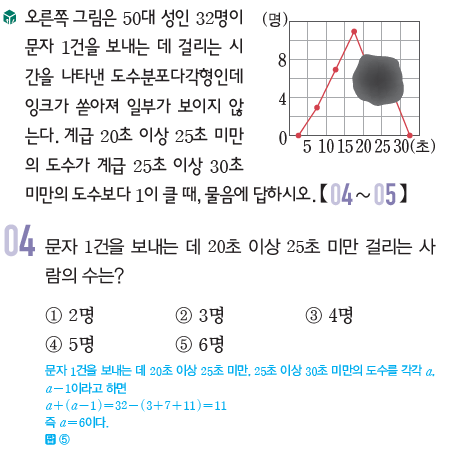 오른쪽 그림은 50대 성인 32명이
문자 1건을 보내는 데 걸리는 시
간을 나타낸 도수분포다각형인데
잉크가 쏟아져 일부가 보이지 않
는다. 계급 20초 이상 25초 미만
의 도수가 계급 25초 이상 30초
미만의 도수보다 1이 클 때, 물음에 답하시오.【04~05】
(명)
8
4
0
5 10 15 20 25 30(초)
04 문자 1건을 보내는 데 20초 이상 25초 미만 걸리는 사
람의 수는?
① 2명 ② 3명 ③ 4명
④ 5명 ⑤ 6명
문자 1건을 보내는 데 20초 이상 25초 미만, 25초 이상 30초 미만의 도수를 각각 a,
a-1이라고 하면
a+(a-1)=32-(3+7+11)=11
즉 a=6이다.
답 ⑤